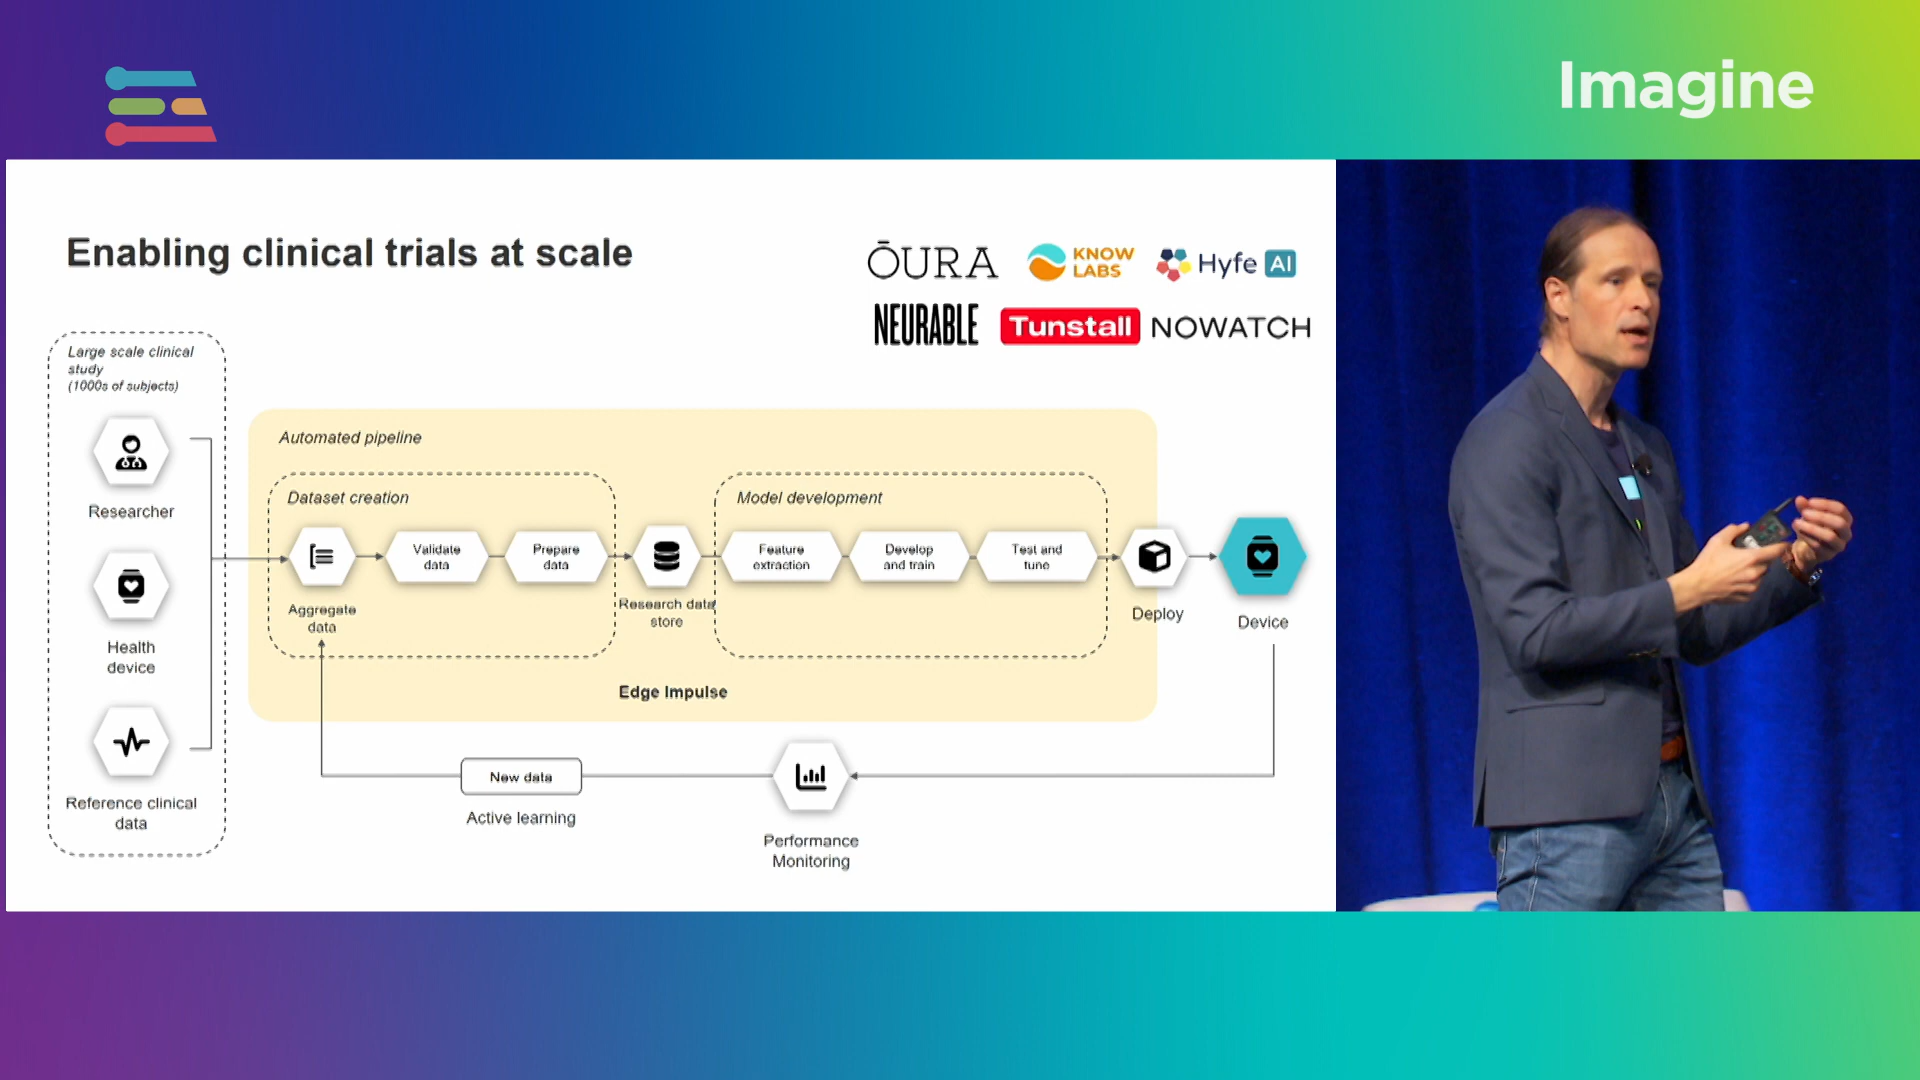 Imagine
Enabling clinical trials at scale
ŌURA
KNOW
LABS
Hyfe AI
NEURABLE
Tunstall
NOWATCH
Large scale clinical
study
(1000s of subjects)
Researcher
Health
device
Reference clinical
data
Automated pipeline
Dataset creation
Aggregate
data
Validate
data
Prepare
data
Research data
store
Model development
Feature
extraction
Develop
and train
Test and
tune
Deploy
Device
Edge Impulse
New data
Active learning
Performance
Monitoring